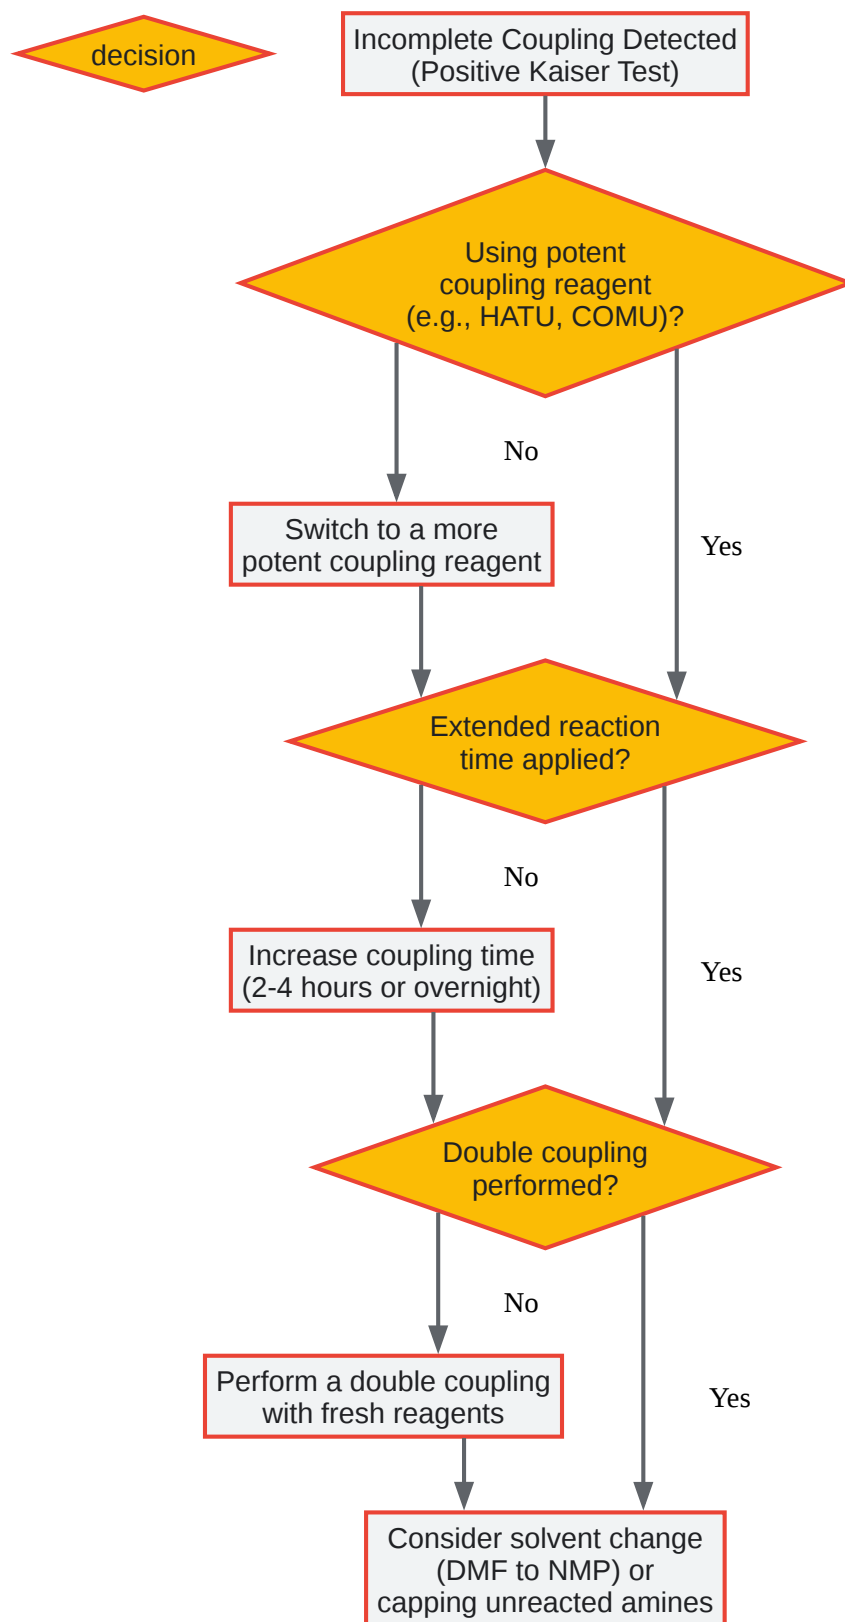 decision
Incomplete Coupling Detected
(Positive Kaiser Test)
Using potent
coupling reagent
(e.g., HATU, COMU)?
No
Switch to a more
potent coupling reagent
Yes
Extended reaction
time applied?
No
Increase coupling time
(2-4 hours or overnight)
Yes
Double coupling
performed?
No
Perform a double coupling
with fresh reagents
Yes
Consider solvent change
(DMF to NMP) or
capping unreacted amines